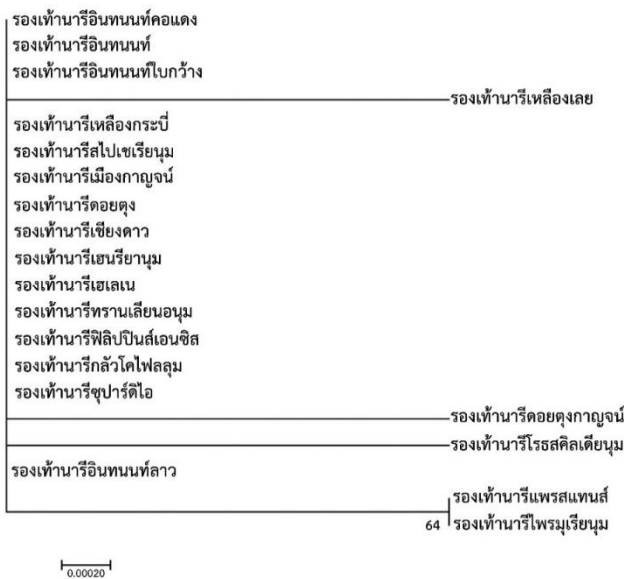 รองเท้านารีอินทนนท์คอแดง
รองเท้านารีอินทนนท์
รองเท้านารีอินทนนท์ใบกว้าง
รองเท้านารีเหลืองเลย
รองเท้านารีเหลืองกระบี่
รองเท้านารีสไปเชเรียนุม
รองเท้านารีเมืองกาญจน์
รองเท้านารีดอยตุง
รองเท้านารีเชียงดาว
รองเท้านารีเฮนรียานุม
รองเท้านารีเฮเลเน
รองเท้านารีทรานเลียนอนุม
รองเท้านารีฟิลิปปินส์เอนซิส
รองเท้านารีกลัวโคไฟลลุม
รองเท้านารีซุปาร์ดิไอ
รองเท้านารีดอยตุงกาญจน์
รองเท้านารีโรธสคิลเดียนุม
รองเท้านารีอินทนนท์ลาว
รองเท้านารีแพรสแทนส์
64 รองเท้านารีไพรมุเรียนุม
0.00020